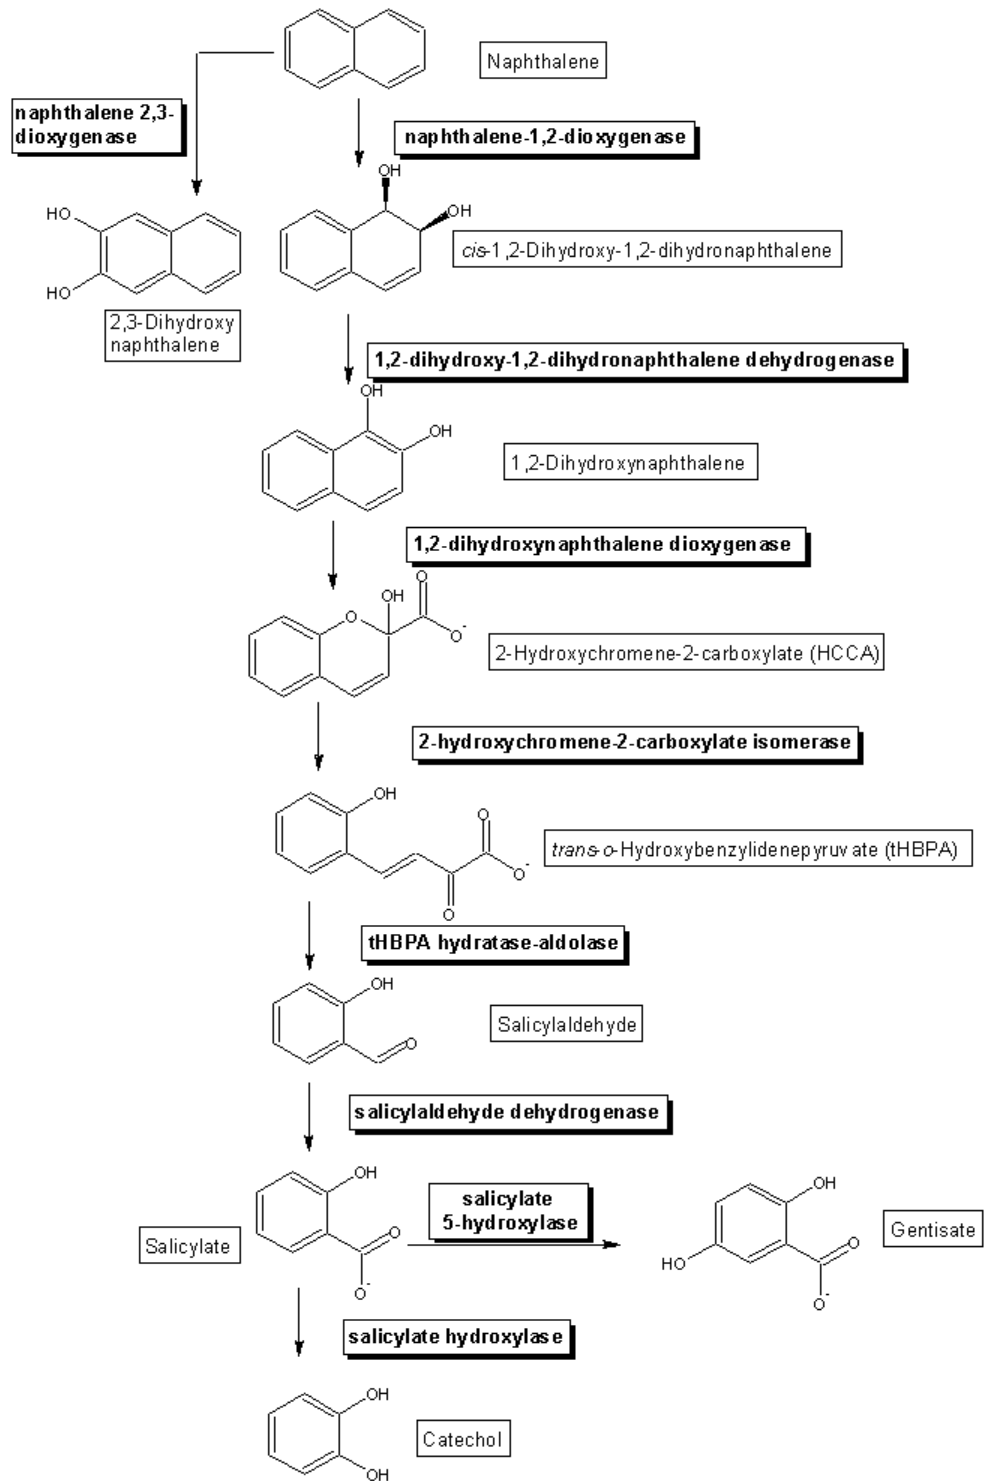 Naphthalene
naphthalene 2,3-
dioxygenase
naphthalene-1,2-dioxygenase
OH
OH
HO
HO
cis-1,2-Dihydroxy-1,2-dihydronaphthalene
2,3-Dihydroxy
naphthalene
1,2-dihydroxy-1,2-dihydronaphthalene dehydrogenase
OH
OH
1,2-Dihydroxynaphthalene
1,2-dihydroxynaphthalene dioxygenase
O
OH
O
O-
2-Hydroxychromene-2-carboxylate (HCCA)
2-hydroxychromene-2-carboxylate isomerase
OH
O
O-
O
trans-o-Hydroxybenzylidenepyruvate (tHBPA)
tHBPA hydratase-aldolase
OH
O
Salicylaldehyde
salicylaldehyde dehydrogenase
OH
O
O-
Salicylate
salicylate
5-hydroxylase
OH
HO
O
O-
Gentisate
salicylate hydroxylase
OH
OH
Catechol